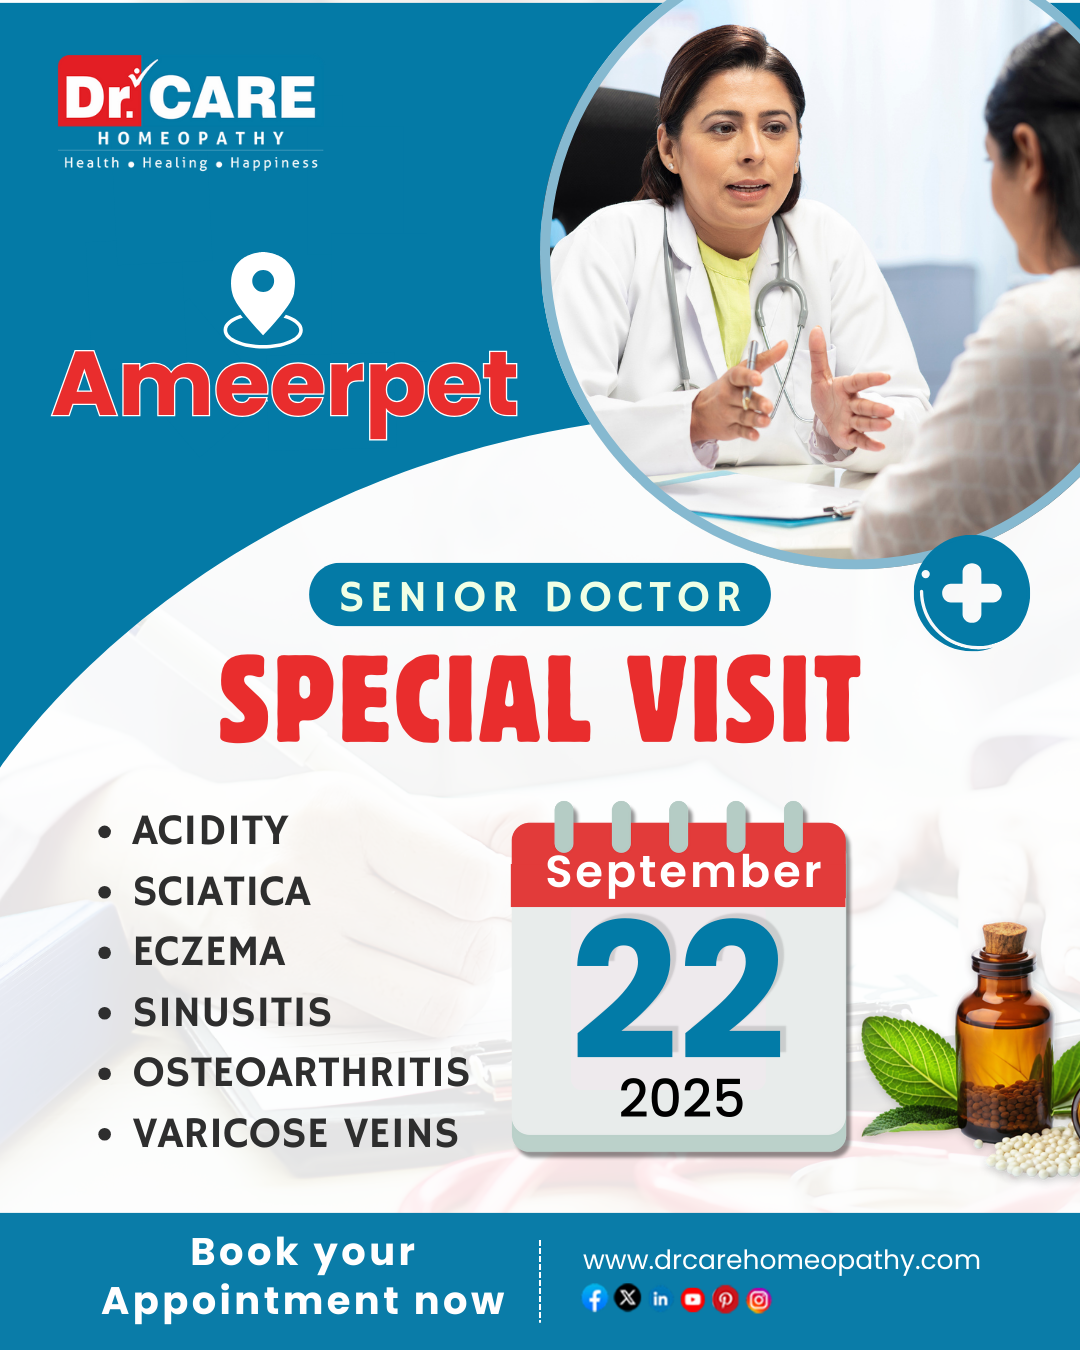 Dr. CARE
HOMEOPATHY
Health • Healing • Happiness
Ameerpet
SENIOR DOCTOR
SPECIAL VISIT
• ACIDITY
• SCIATICA
• ECZEMA
• SINUSITIS
• OSTEOARTHRITIS
• VARICOSE VEINS
September
22
2025
Book your
Appointment now
www.drcarehomeopathy.com